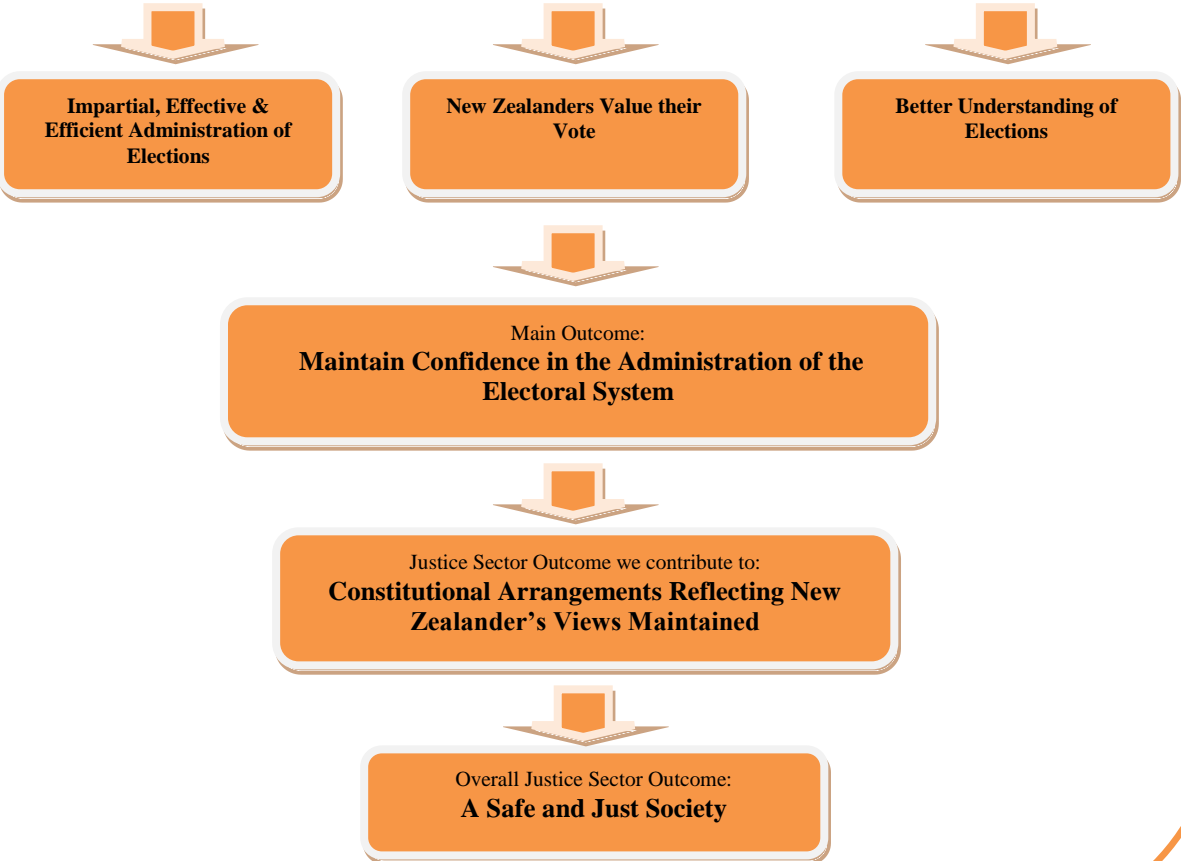 Impartial, Effective &
Efficient Administration of
Elections
New Zealanders Value their
Vote
Better Understanding of
Elections
Main Outcome:
Maintain Confidence in the Administration of the
Electoral System
Justice Sector Outcome we contribute to:
Constitutional Arrangements Reflecting New
Zealander’s Views Maintained
Overall Justice Sector Outcome:
A Safe and Just Society